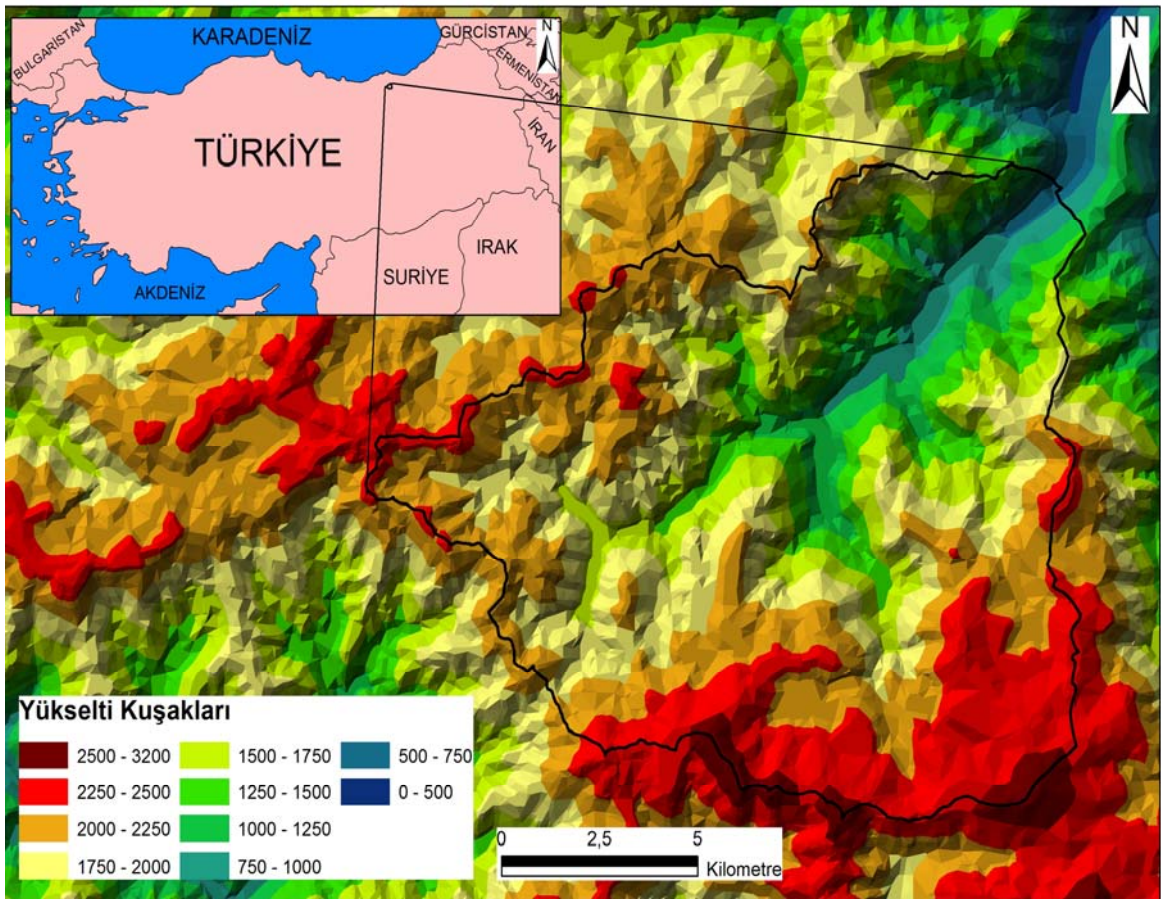 KARADENİZ
GÜRCİSTAN
N
BULGARİSTAN
ERMENİSTAN
İRAN
TÜRKİYE
IRAK
SURİYE
AKDENİZ
N
Yükselti Kuşakları
2500 - 3200
1500 - 1750
500 - 750
2250 - 2500
1250 - 1500
0 - 500
2000 - 2250
1000 - 1250
1750 - 2000
750 - 1000
0
2,5
5
Kilometre